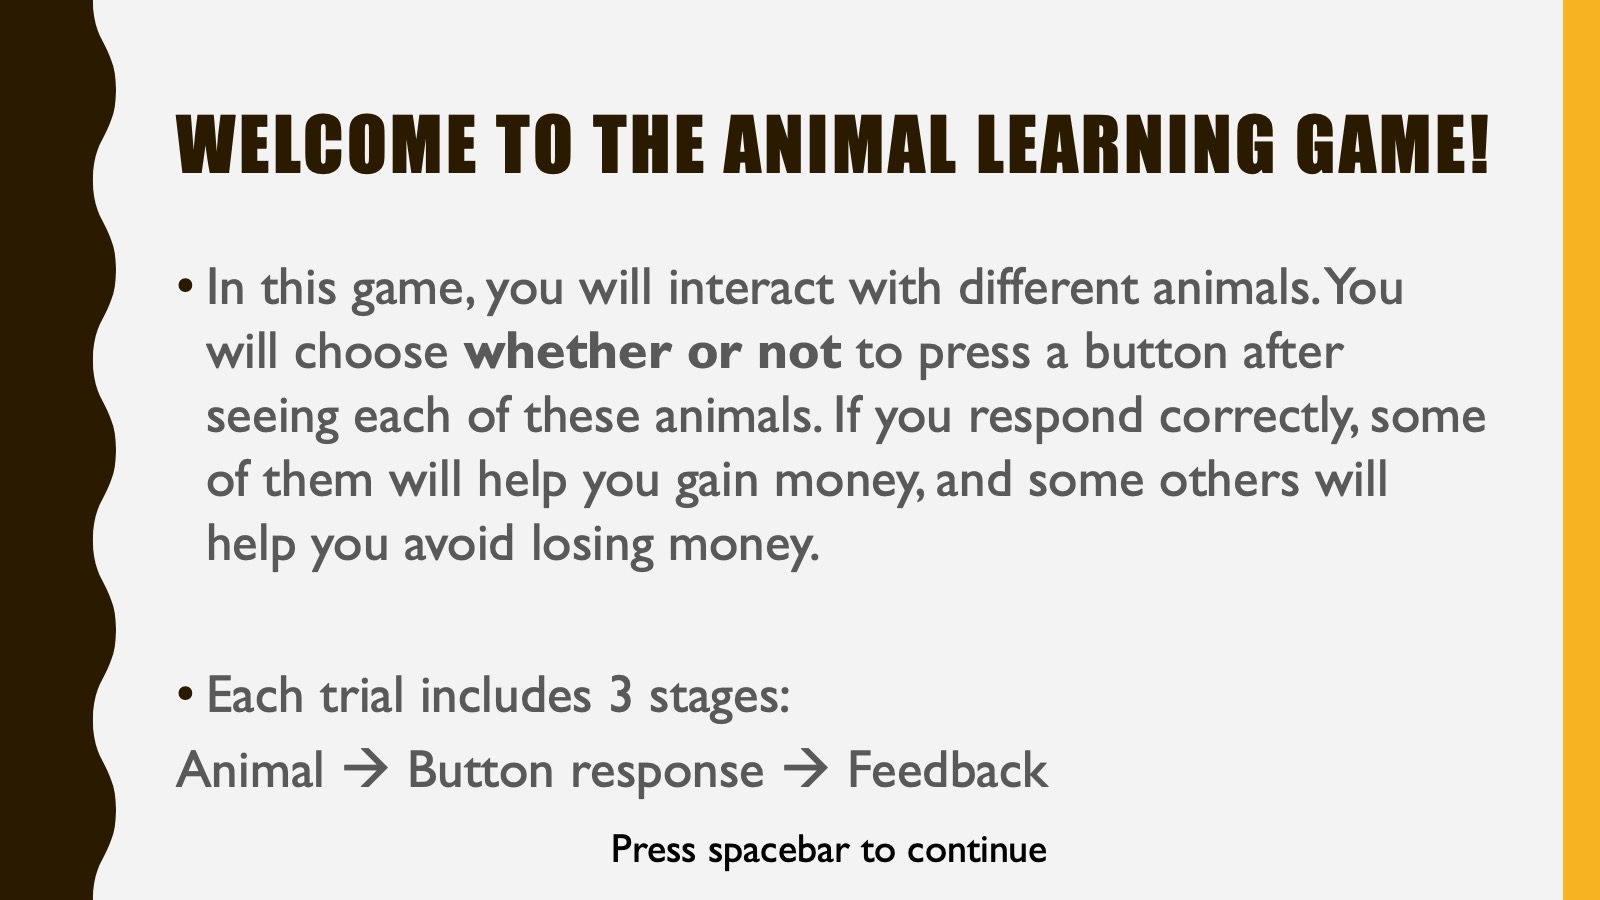 WELCOME TO THE ANIMAL LEARNING GAME!
• In this game, you will interact with different animals. You
will choose whether or not to press a button after
seeing each of these animals. If you respond correctly, some
of them will help you gain money, and some others will
help you avoid losing money.
• Each trial includes 3 stages:
Animal → Button response → Feedback
Press spacebar to continue